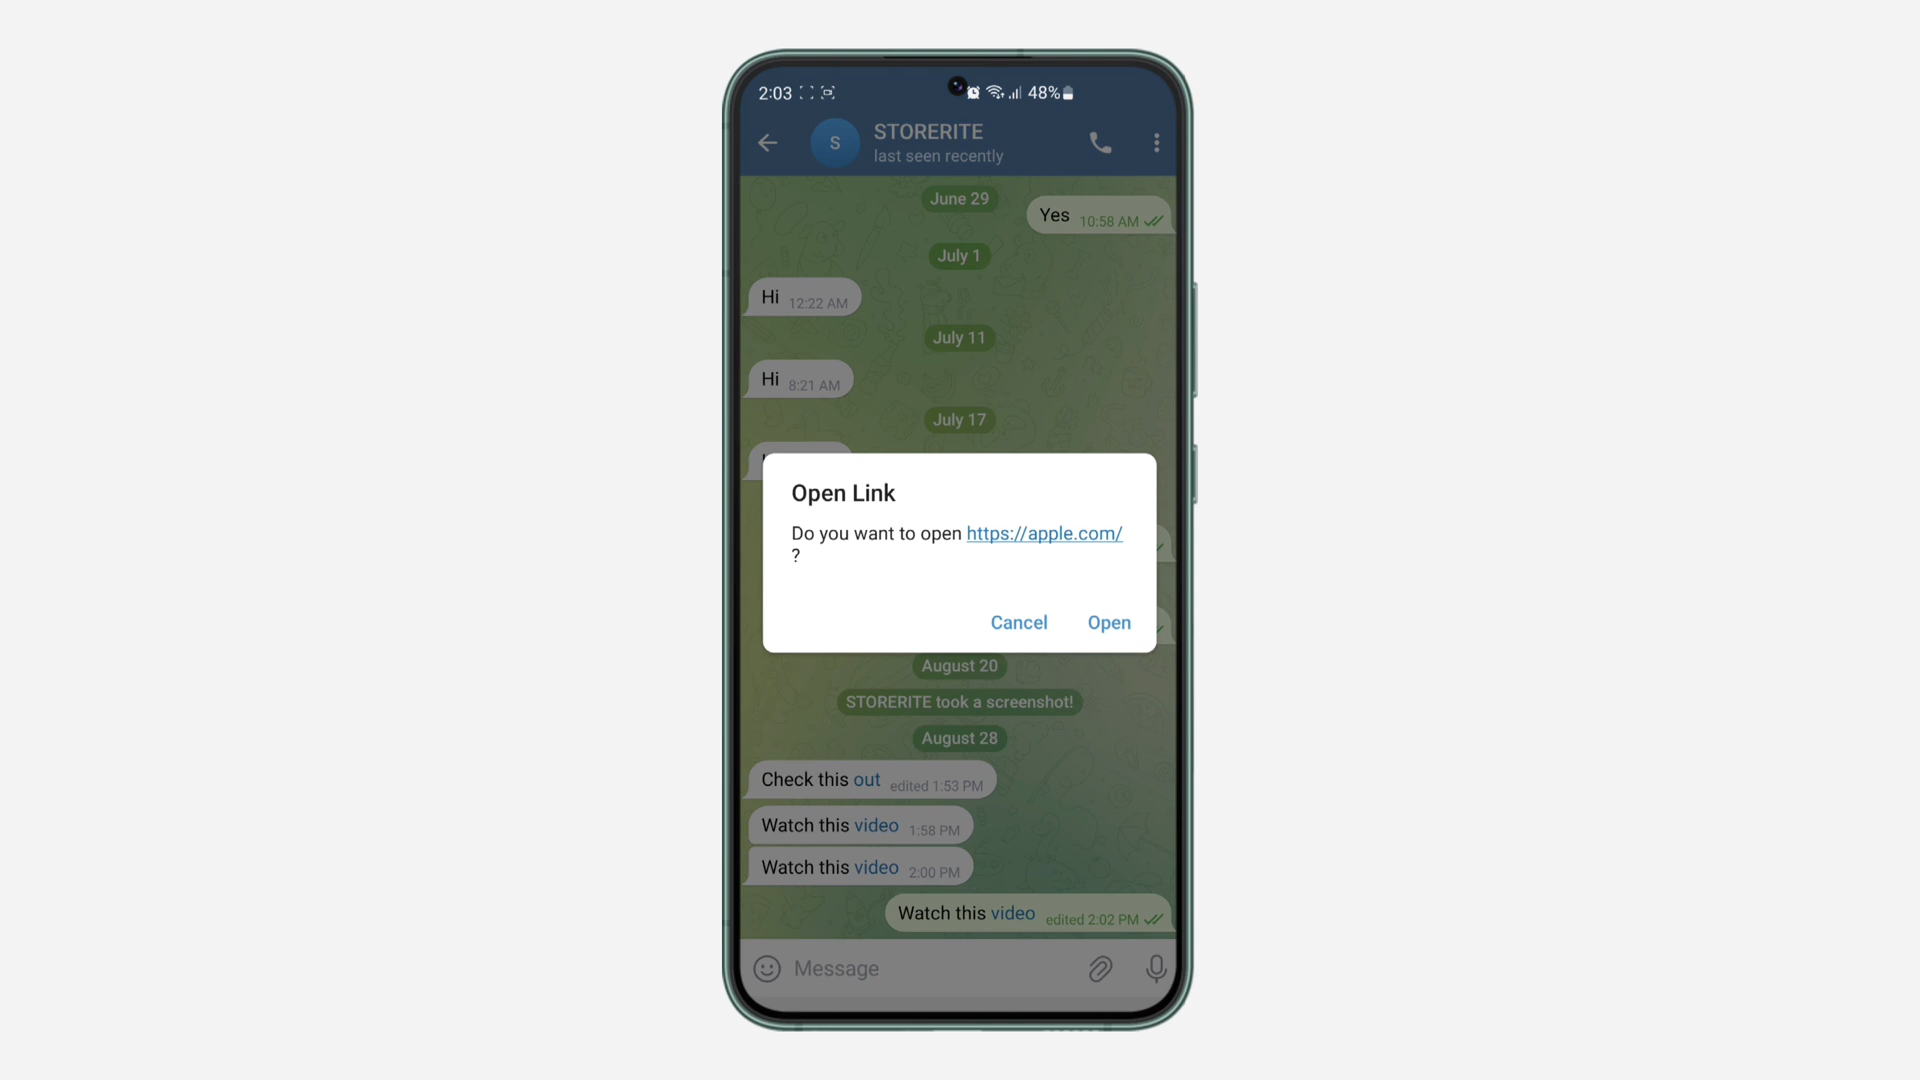 2:03 48%
S
STORERITE
last seen recently
June 29
Yes 10:58 AM
July 1
Hi 12:22 AM
July 11
Hi 8:21 AM
July 17
Open Link
Do you want to open https://apple.com/
?
Cancel Open
August 20
STORERITE took a screenshot!
August 28
Check this out edited 1:53 PM
Watch this video 1:58 PM
Watch this video 2:00 PM
Watch this video edited 2:02 PM
Message